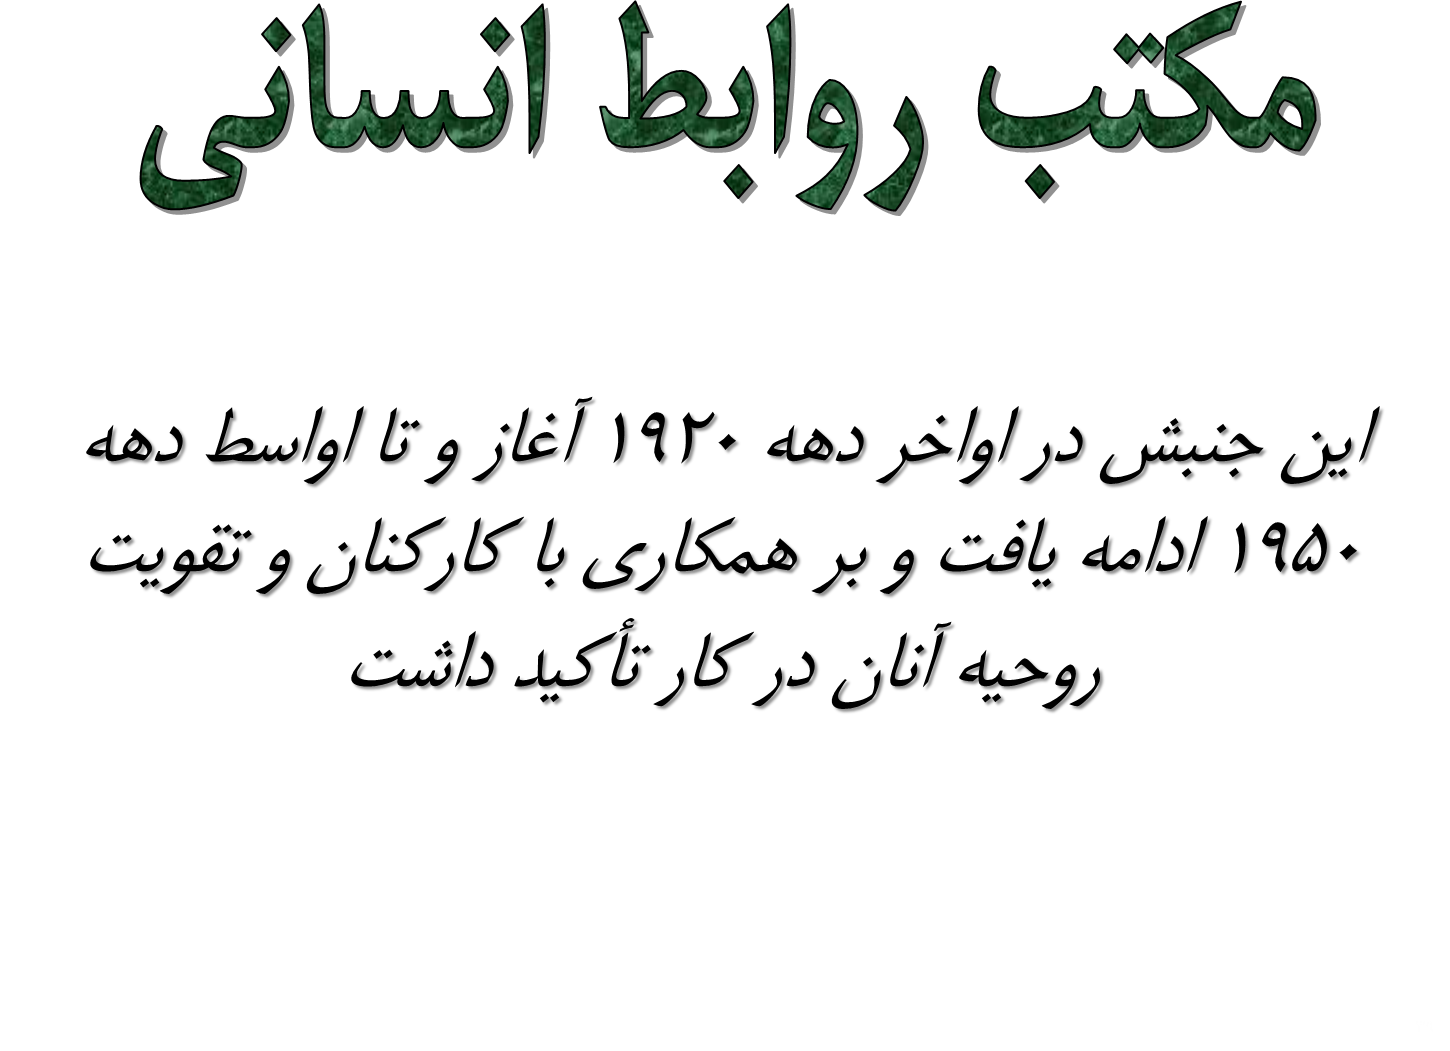 مکتب روابط انسانی
این جنبش در اواخر دهه ۱۹۲۰ آغاز و تا اواسط دهه
۱۹۵۰ ادامه یافت و بر همکاری با کارکنان و تقویت
روحیه آنان در کار تأکید داشت